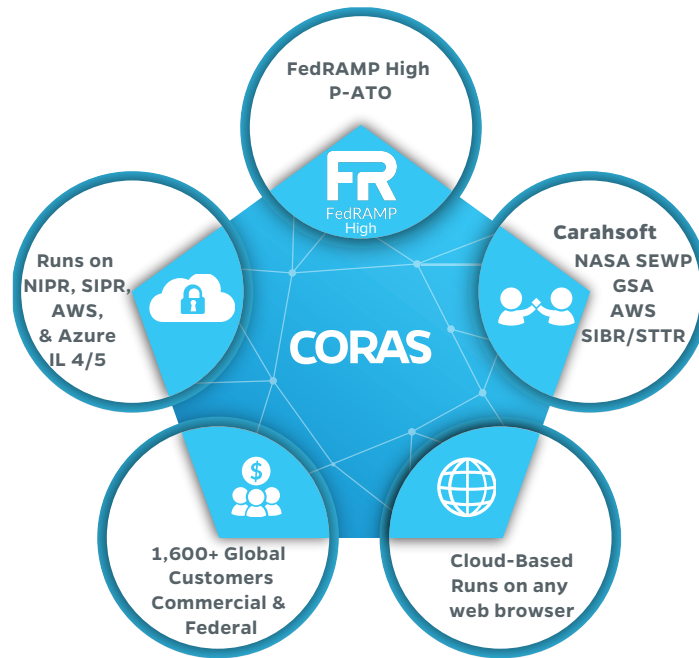 FedRAMP High
P-ATO
FR
FedRAMP
High
Runs on
NIPR, SIPR,
AWS,
& Azure
IL 4/5
Carahsoft
NASA SEWP
GSA
AWS
SIBR/STTR
CORAS
$
1,600+ Global
Customers
Commercial &
Federal
Cloud-Based
Runs on any
web browser